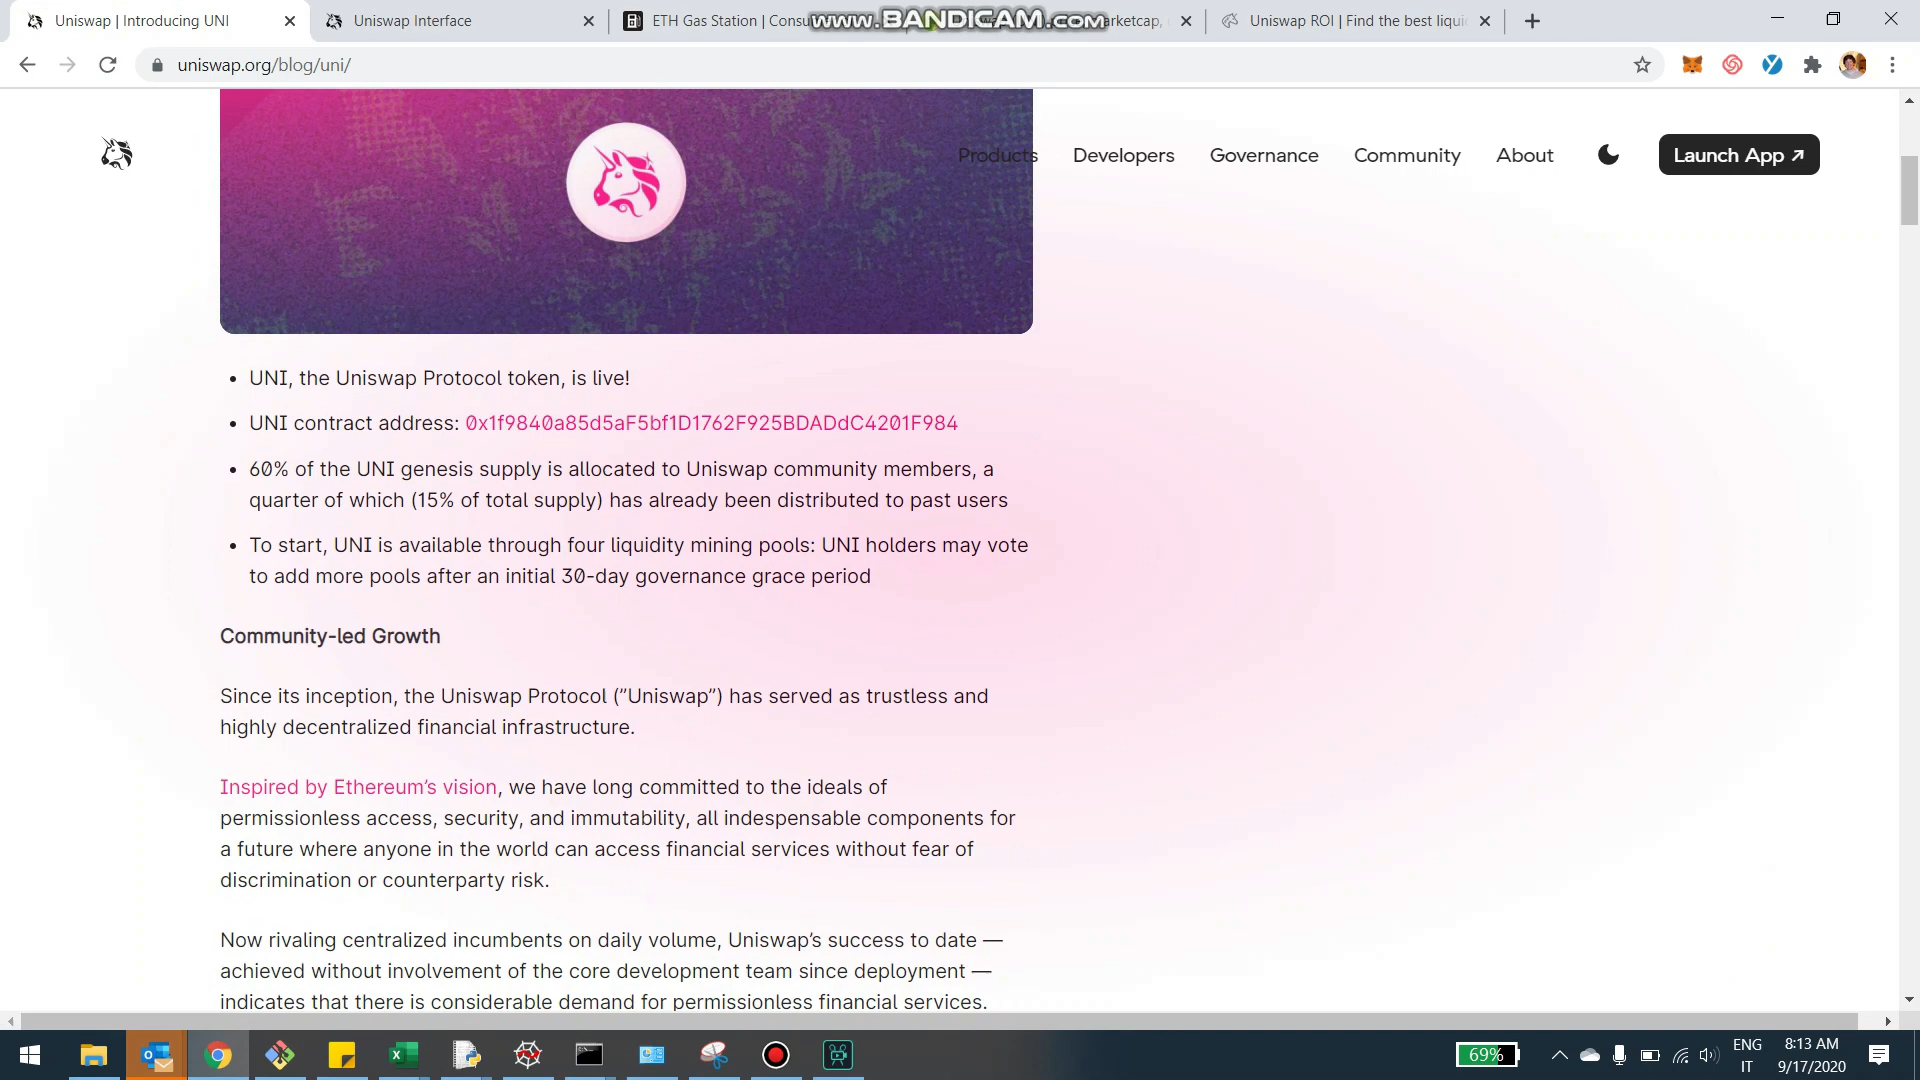 Uniswap | Introducing UNI
Uniswap Interface
ETH Gas Station | Consu
www.BANDICAM.com
arketcap,
Uniswap ROI | Find the best liqui
uniswap.org/blog/uni/
Products
Developers
Governance
Community
About
Launch App ↗
• UNI, the Uniswap Protocol token, is live!
• UNI contract address: 0x1f9840a85d5aF5bf1D1762F925BDADdC4201F984
• 60% of the UNI genesis supply is allocated to Uniswap community members, a
quarter of which (15% of total supply) has already been distributed to past users
• To start, UNI is available through four liquidity mining pools: UNI holders may vote
to add more pools after an initial 30-day governance grace period
Community-led Growth
Since its inception, the Uniswap Protocol (”Uniswap”) has served as trustless and
highly decentralized financial infrastructure.
Inspired by Ethereum’s vision, we have long committed to the ideals of
permissionless access, security, and immutability, all indespensable components for
a future where anyone in the world can access financial services without fear of
discrimination or counterparty risk.
Now rivaling centralized incumbents on daily volume, Uniswap’s success to date —
achieved without involvement of the core development team since deployment —
indicates that there is considerable demand for permissionless financial services.
69%
ENG
IT
8:13 AM
9/17/2020